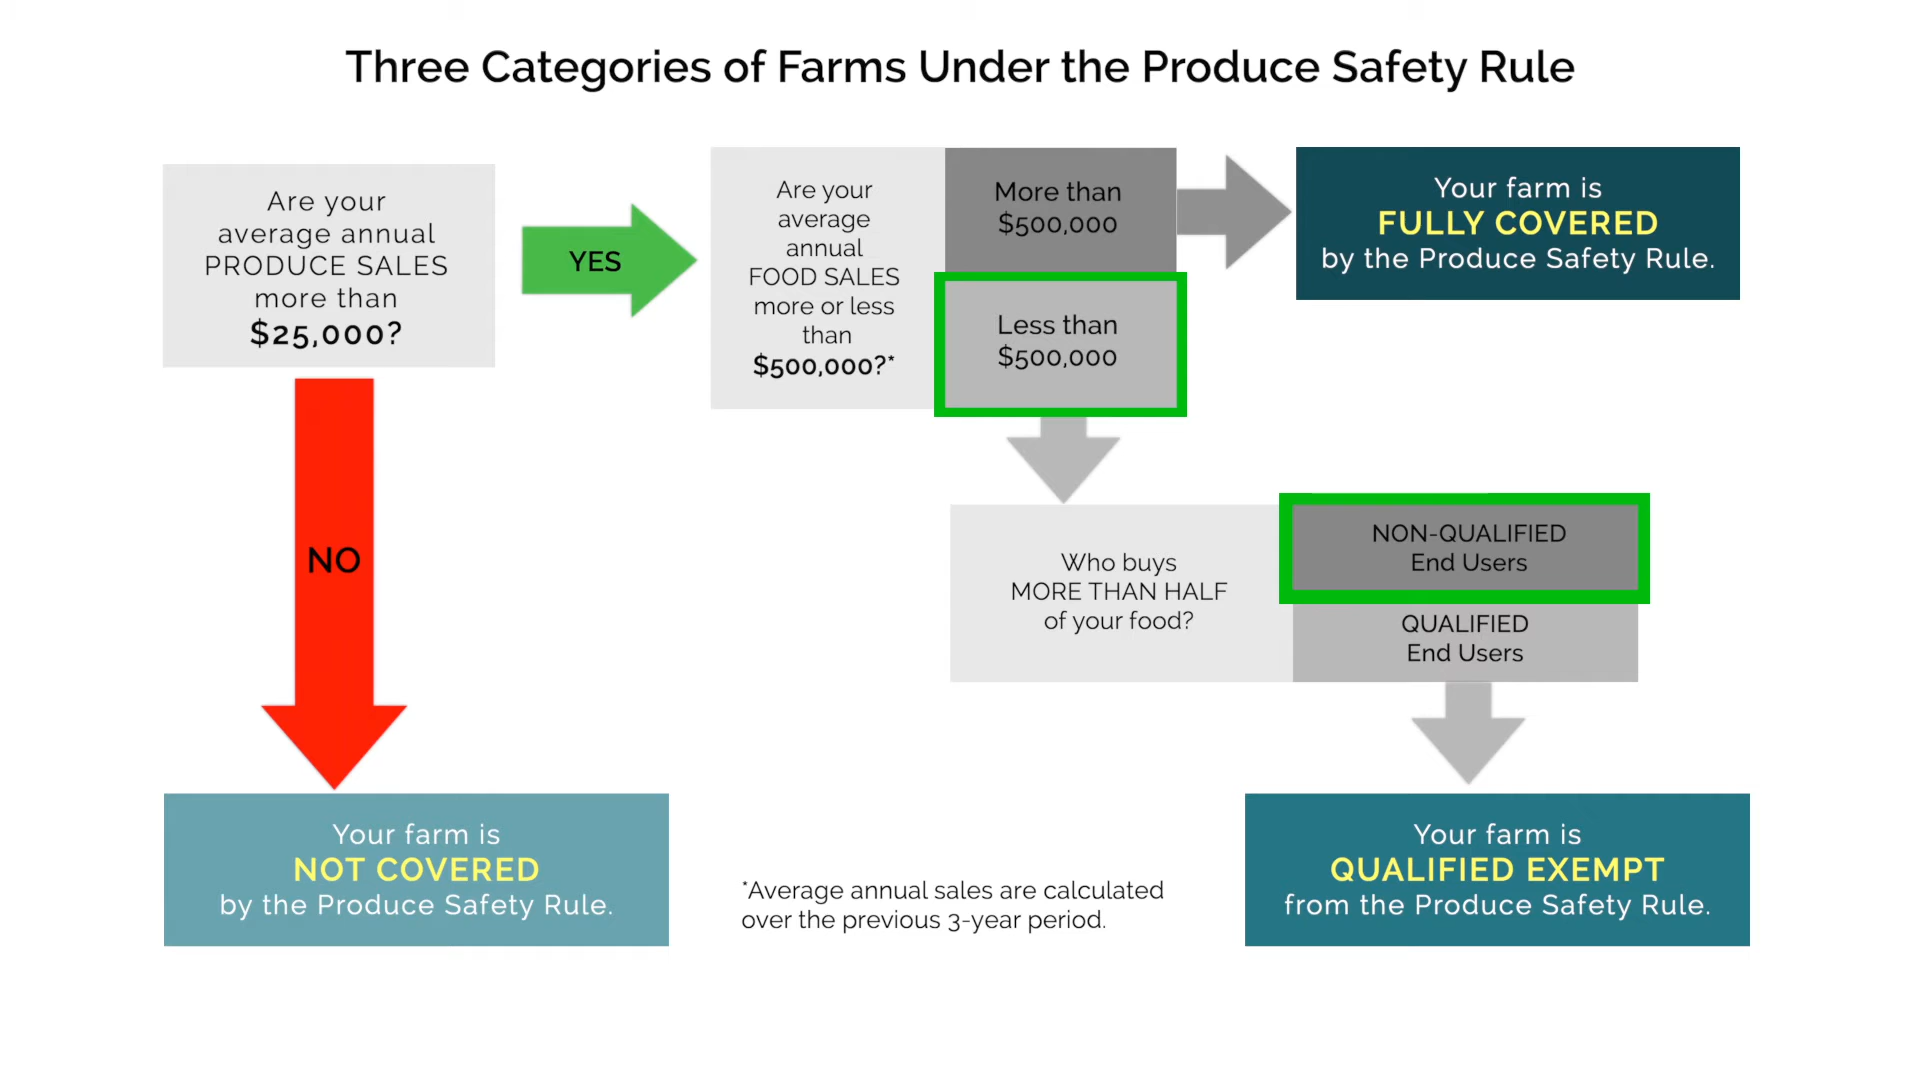 Three Categories of Farms Under the Produce Safety Rule
Are your
average annual
PRODUCE SALES
more than
$25,000?
YES
Are your
average
annual
FOOD SALES
more or less
than
$500,000?*
More than
$500,000
Less than
$500,000
Your farm is
FULLY COVERED
by the Produce Safety Rule.
NO
Who buys
MORE THAN HALF
of your food?
NON-QUALIFIED
End Users
QUALIFIED
End Users
Your farm is
NOT COVERED
by the Produce Safety Rule.
*Average annual sales are calculated
over the previous 3-year period.
Your farm is
QUALIFIED EXEMPT
from the Produce Safety Rule.